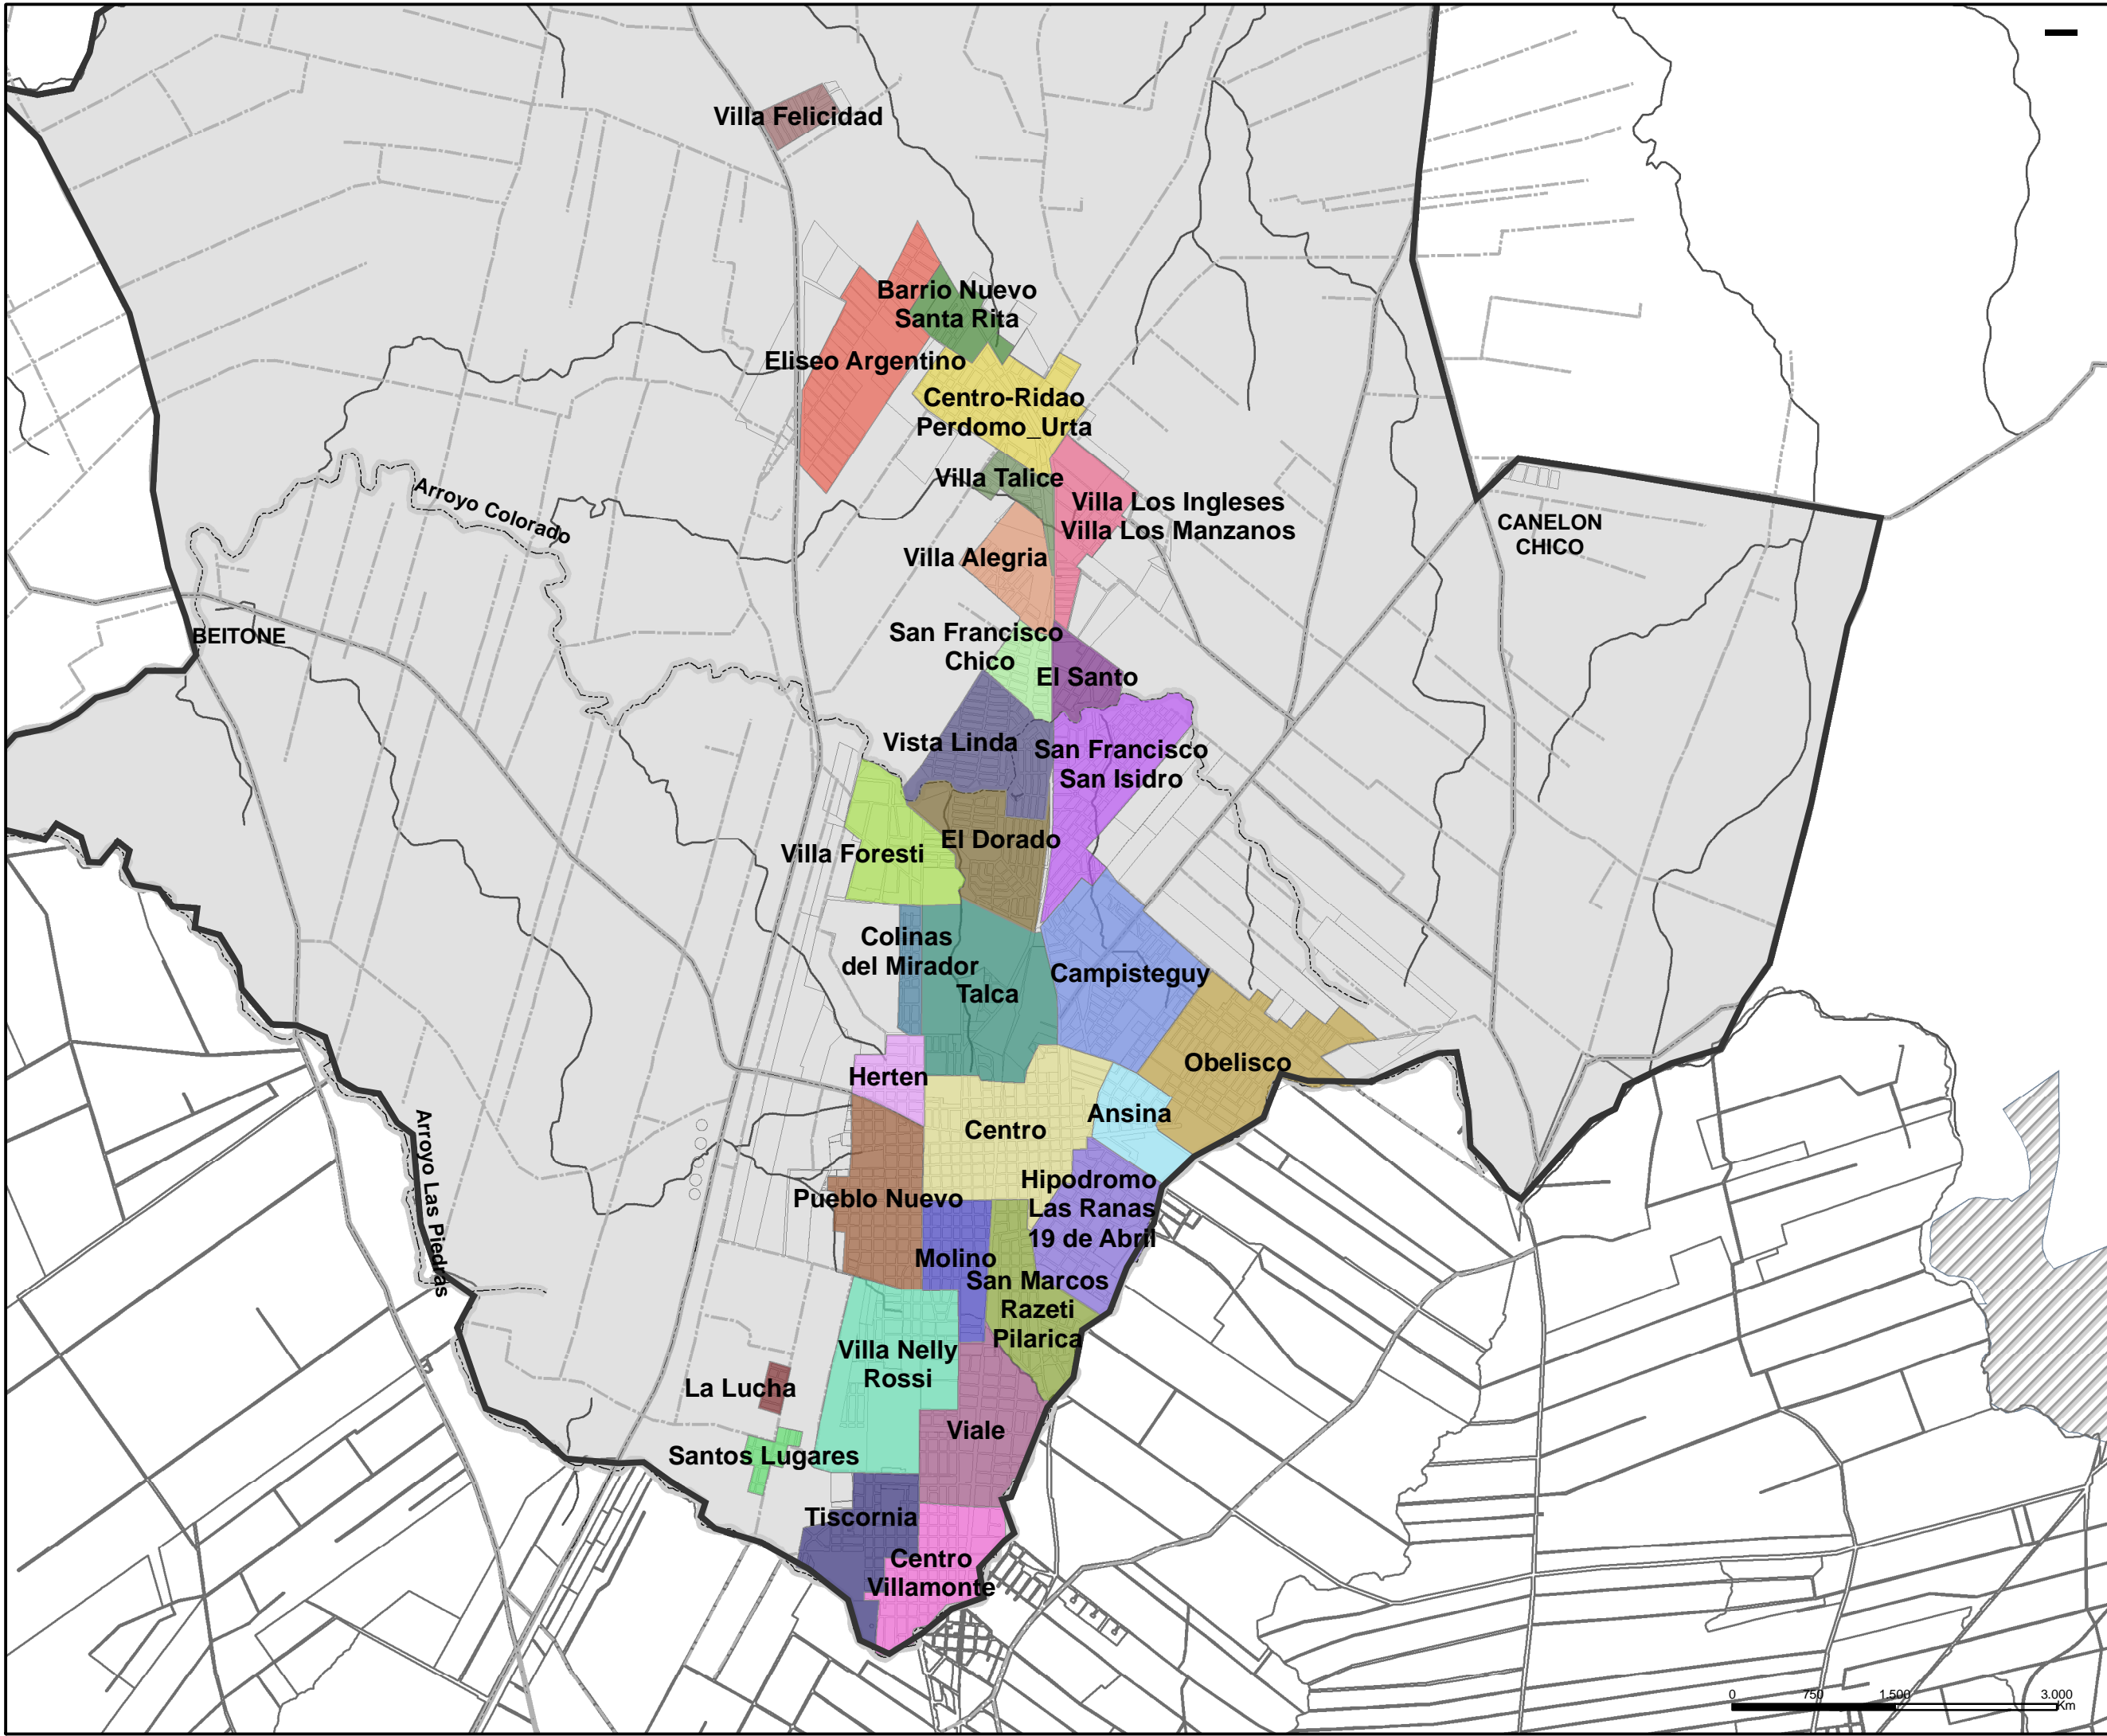 Villa Felicidad
Barrio Nuevo
Santa Rita
Eliseo Argentino
Centro-Ridao
Perdomo_Urta
Villa Talice
Villa Los Ingleses
Villa Los Manzanos
Arroyo Colorado
CANELON
CHICO
Villa Alegria
BEITONE
San Francisco
Chico
El Santo
Vista Linda
San Francisco
San Isidro
El Dorado
Villa Foresti
Colinas
del Mirador
Talca
Campisteguy
Obelisco
Herten
Ansina
Centro
Arroyo Las Piedras
Pueblo Nuevo
Hipodromo
Las Ranas
19 de Abril
Molino
San Marcos
Razeti
Pilarica
Villa Nelly
Rossi
La Lucha
Viale
Santos Lugares
Tiscornia
Centro
Villamonte
0 750 1.500 3.000
Km